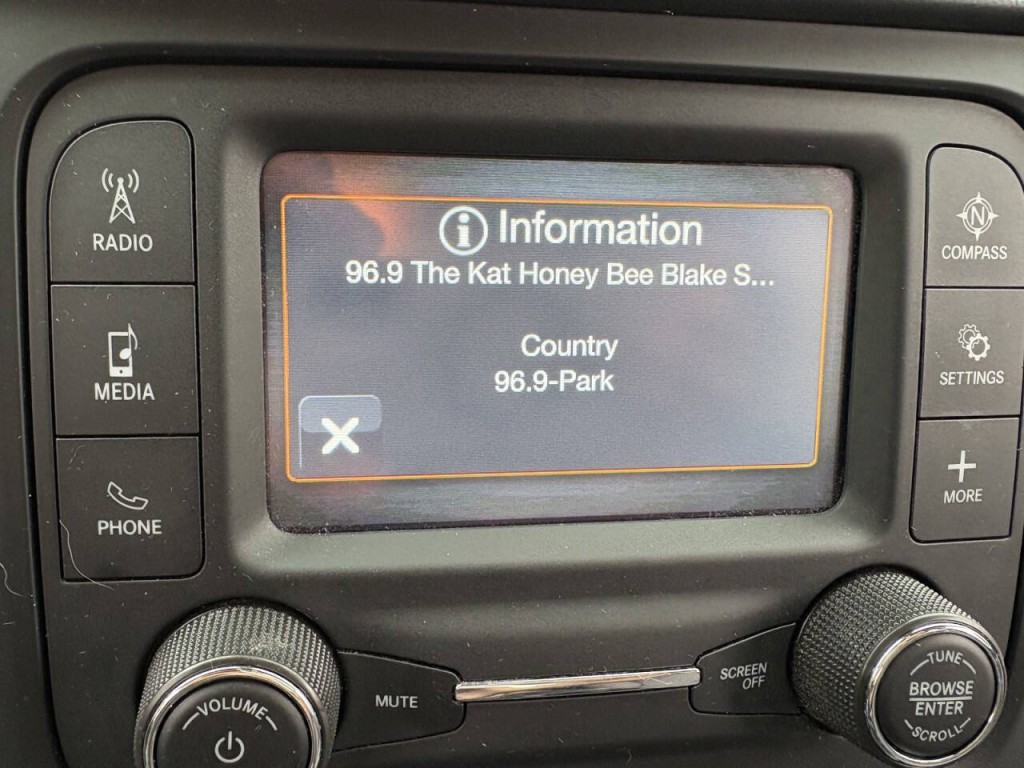 RADIO
MEDIA
PHONE
Information
96.9 The Kat Honey Bee Blake S...
Country
96.9-Park
N
COMPASS
SETTINGS
MORE
VOLUME
MUTE
SCREEN
OFF
TUNE
BROWSE
ENTER
SCROLL